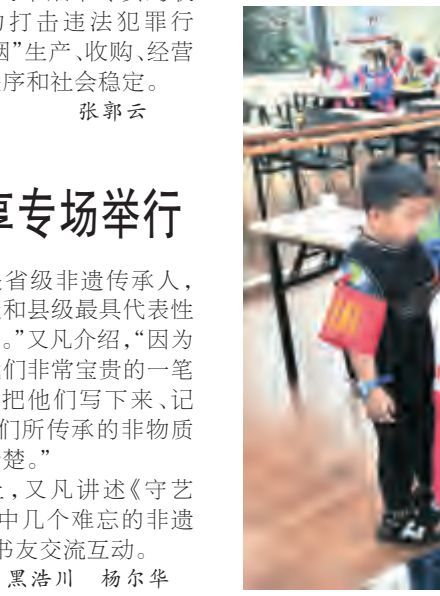 力打击违法犯罪行
烟”生产、收购、经营
序和社会稳定。
张郭云
享专场举行
省级非遗传承人，
和县级最具代表性
。”又凡介绍，“因为
们非常宝贵的一笔
把他们写下来、记
们所传承的非物质
楚。”
，又凡讲述《守艺
中几个难忘的非遗
书友交流互动。
黑浩川 杨尔华